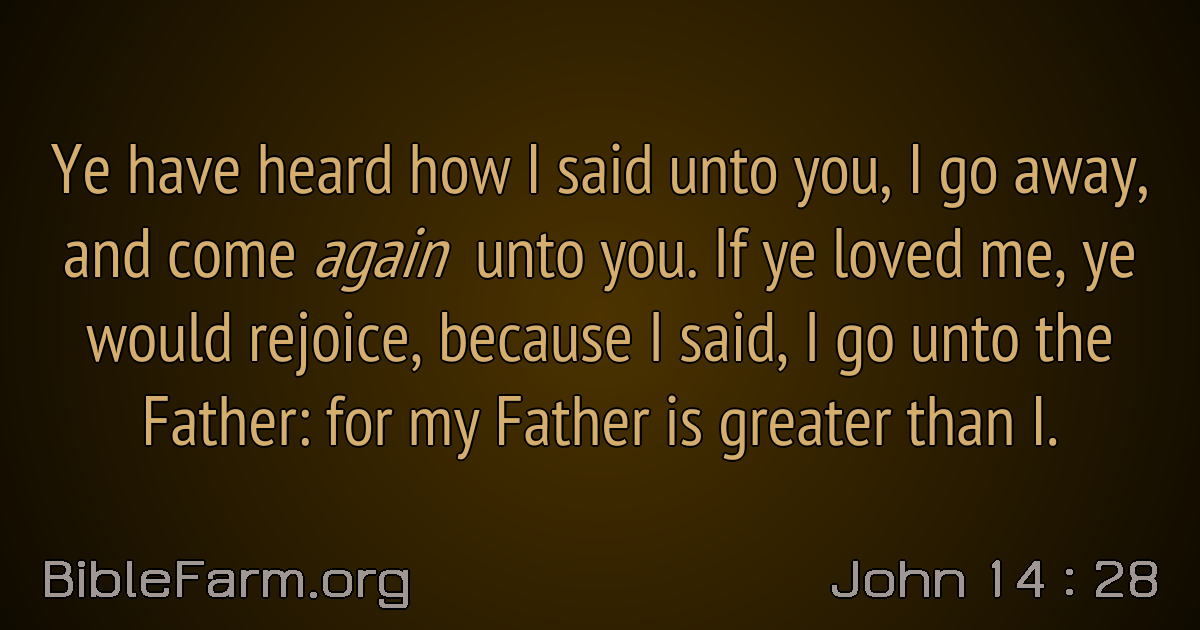 Ye have heard how I said unto you, I go away,
and come again unto you. If ye loved me, ye
would rejoice, because I said, I go unto the
Father: for my Father is greater than I.
BibleFarm.org
John 14 : 28